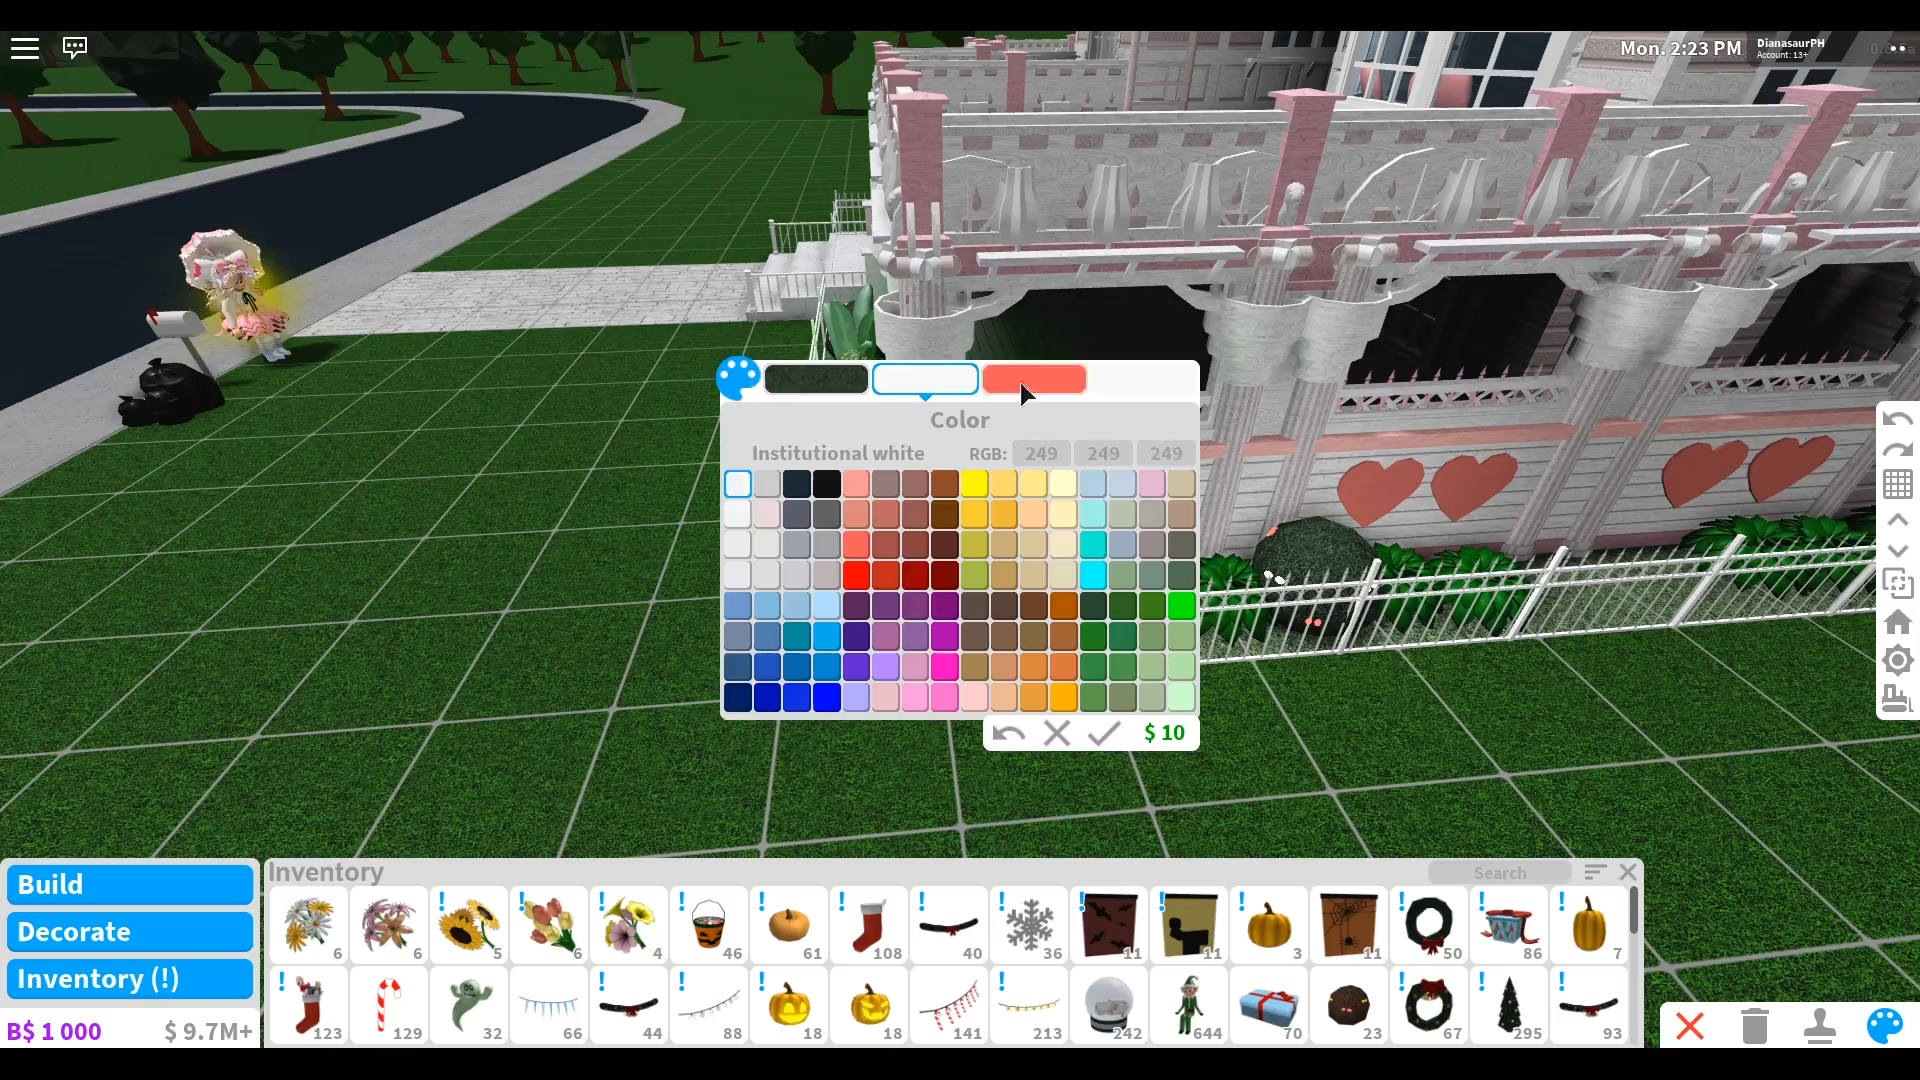 Mon. 2:23 PM
DianasaurPH
Account: 13+
Color
Institutional white RGB: 249 249 249
$ 10
Build
Decorate
Inventory (!)
B$ 1 000 $ 9.7M+
Inventory Search
6 6 5 6 4 46 61 108 40 36 11 11 3 11 50 86 7
123 129 32 66 44 88 18 18 141 213 242 644 70 23 67 295 93